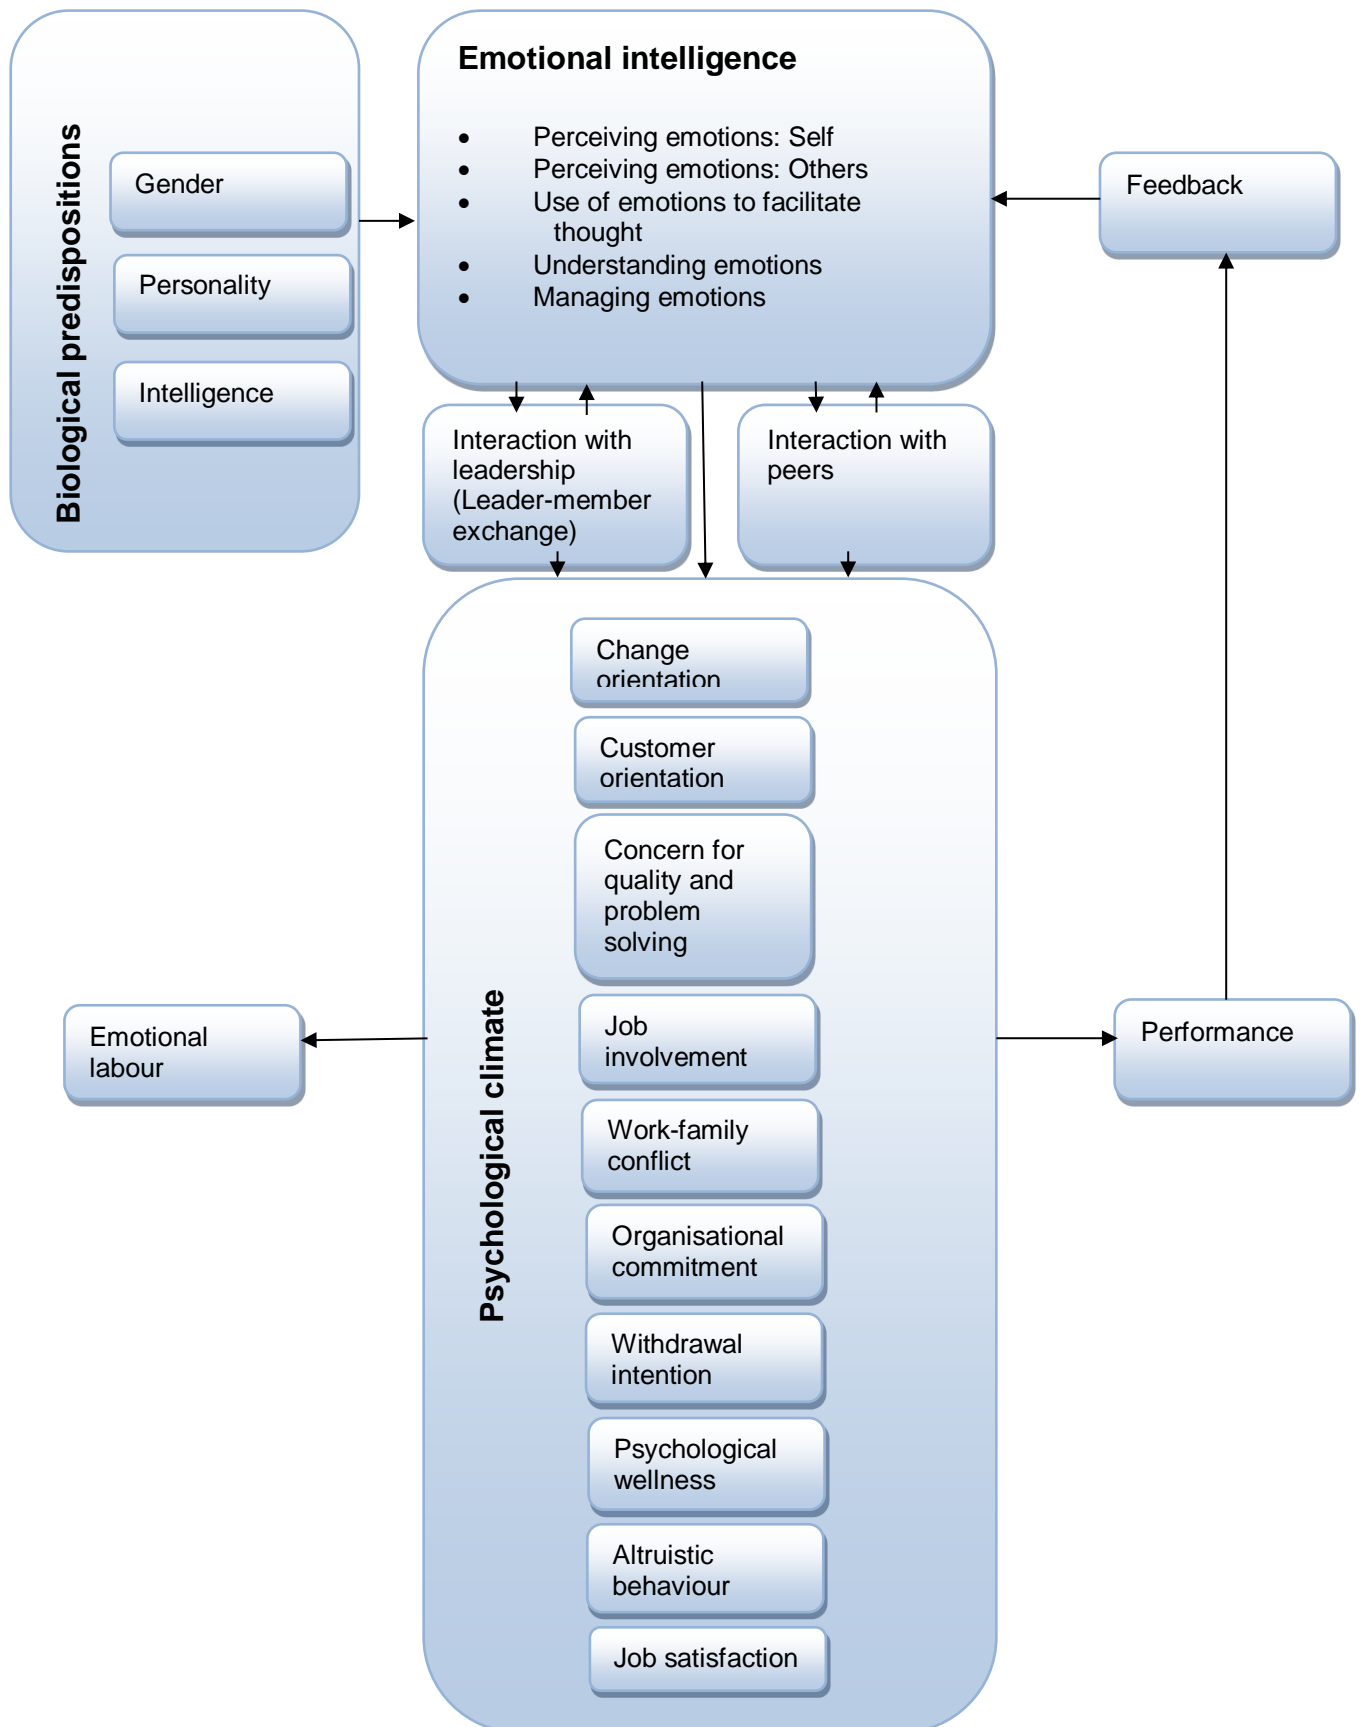 Biological predispositions
Gender
Personality
Intelligence
Emotional intelligence
• Perceiving emotions: Self
• Perceiving emotions: Others
• Use of emotions to facilitate
thought
• Understanding emotions
• Managing emotions
Feedback
Interaction with
leadership
(Leader-member
exchange)
Interaction with
peers
Psychological climate
Change
orientation
Customer
orientation
Concern for
quality and
problem
solving
Job
involvement
Work-family
conflict
Organisational
commitment
Withdrawal
intention
Psychological
wellness
Altruistic
behaviour
Job satisfaction
Emotional
labour
Performance